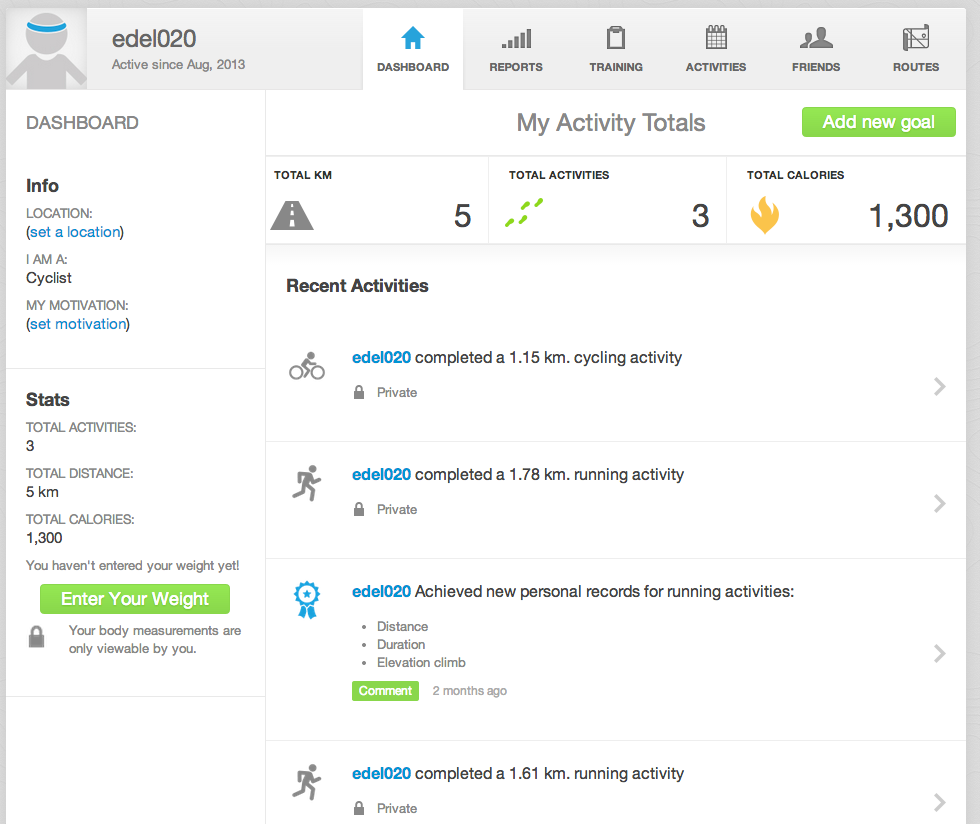 edel020
Active since Aug, 2013
DASHBOARD
REPORTS
TRAINING
ACTIVITIES
FRIENDS
ROUTES
DASHBOARD
Info
LOCATION:
(set a location)
I AM A:
Cyclist
MY MOTIVATION:
(set motivation)
Stats
TOTAL ACTIVITIES:
3
TOTAL DISTANCE:
5 km
TOTAL CALORIES:
1,300
You haven't entered your weight yet!
Enter Your Weight
Your body measurements are
only viewable by you.
My Activity Totals
Add new goal
TOTAL KM
5
TOTAL ACTIVITIES
3
TOTAL CALORIES
1,300
Recent Activities
edel020 completed a 1.15 km. cycling activity
Private
edel020 completed a 1.78 km. running activity
Private
edel020 Achieved new personal records for running activities:
• Distance
• Duration
• Elevation climb
Comment 2 months ago
edel020 completed a 1.61 km. running activity
Private